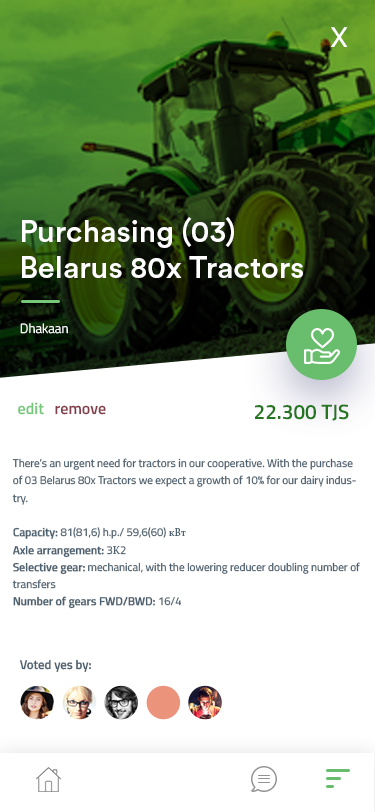 X
Purchasing (03)
Belarus 80x Tractors
Dhakaan
edit remove
22.300 TJS
There's an urgent need for tractors in our cooperative. With the purchase
of 03 Belarus 80x Tractors we expect a growth of 10% for our dairy indus-
try.
Capacity: 81(81,6) h.p./ 59,6(60) кВт
Axle arrangement: 3К2
Selective gear: mechanical, with the lowering reducer doubling number of
transfers
Number of gears FWD/BWD: 16/4
Voted yes by: